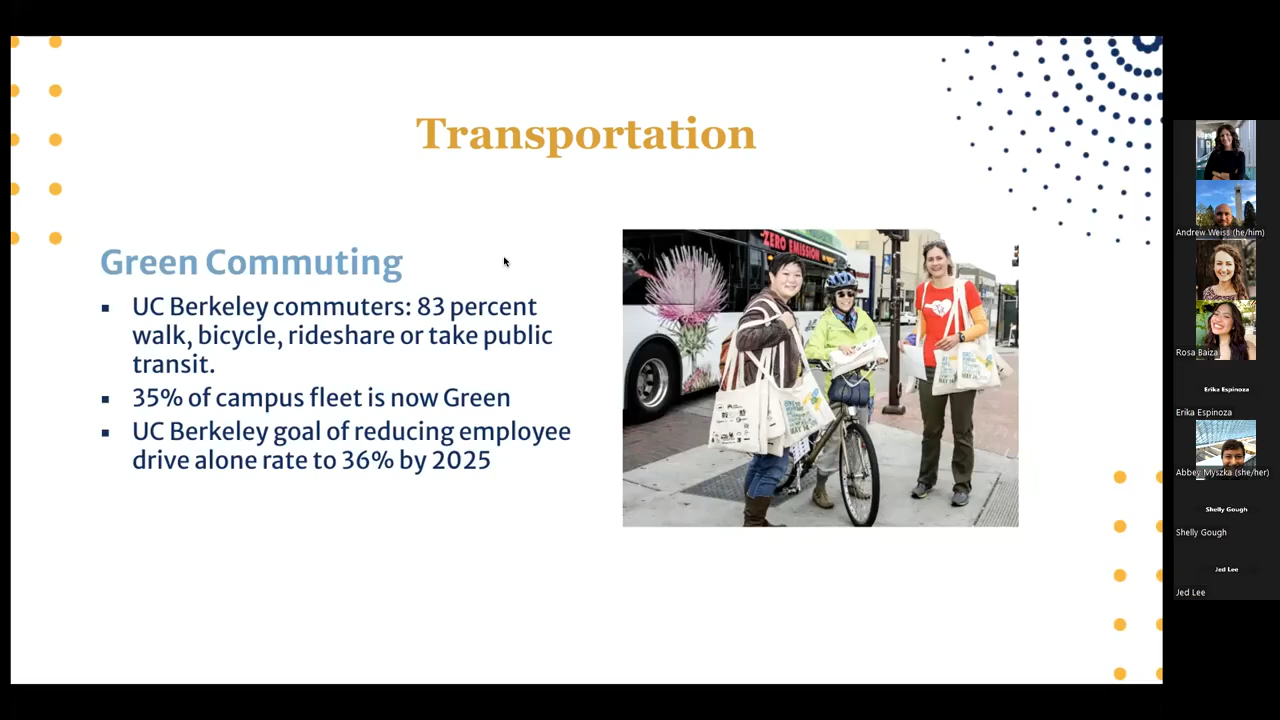 Transportation
Green Commuting
▪ UC Berkeley commuters: 83 percent
walk, bicycle, rideshare or take public
transit.
▪ 35% of campus fleet is now Green
▪ UC Berkeley goal of reducing employee
drive alone rate to 36% by 2025
ZERO EMISSION
Andrew Weiss (he/him)
Rosa Baiza
Erika Espinoza
Erika Espinoza
Abbey Myszka (she/her)
Shelly Gough
Shelly Gough
Jed Lee
Jed Lee